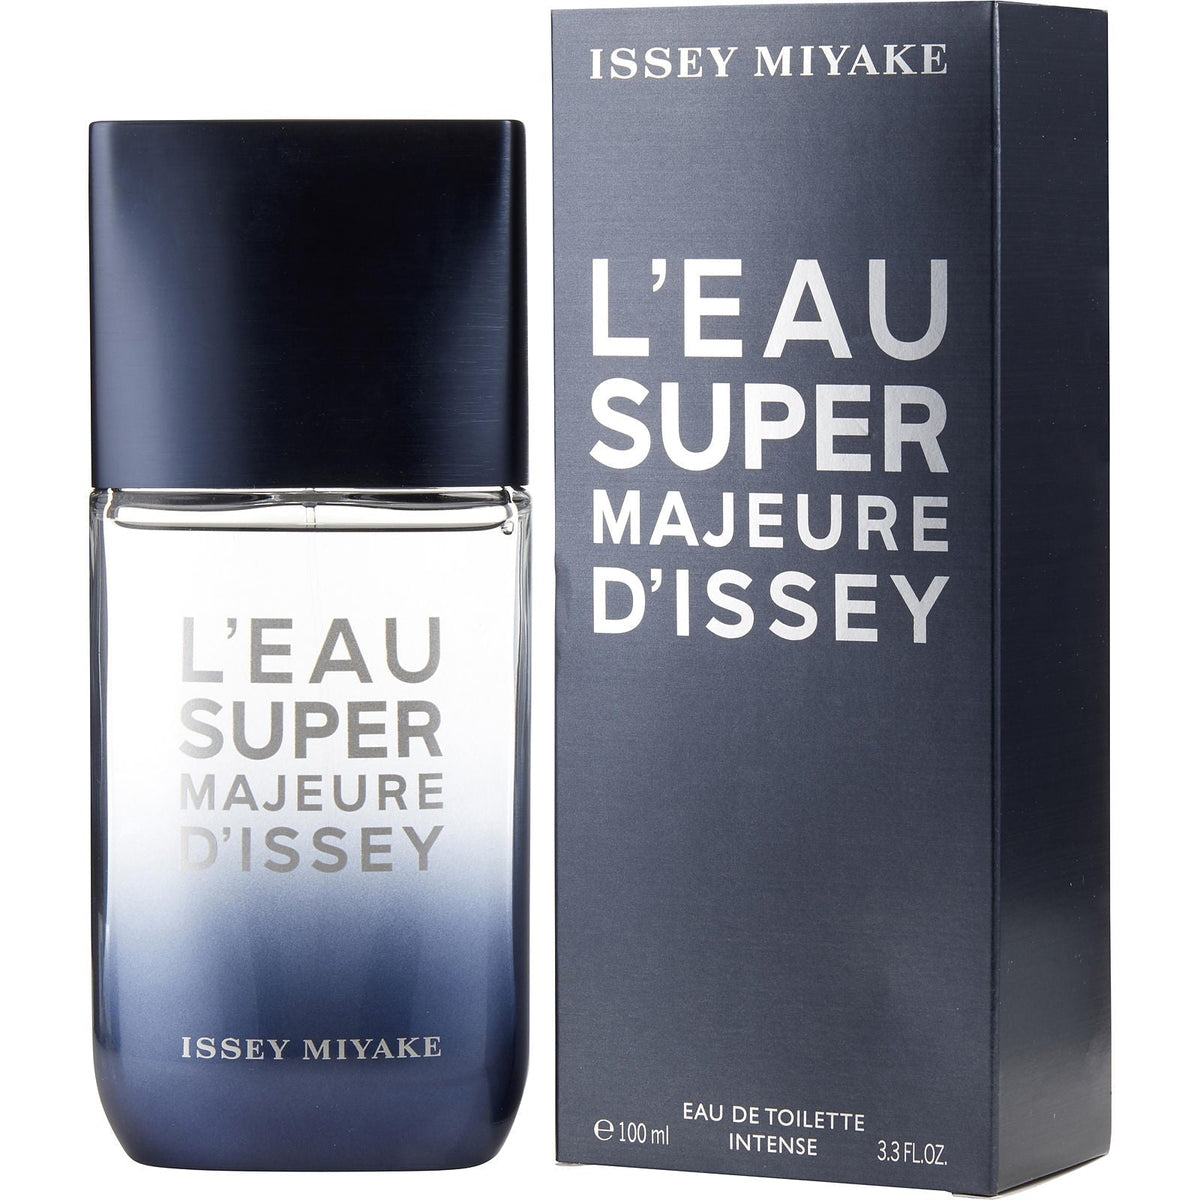 L'EAU
SUPER
MAJEURE
D'ISSEY
ISSEY MIYAKE
ISSEY MIYAKE
L'EAU
SUPER
MAJEURE
D'ISSEY
EAU DE TOILETTE
INTENSE
℮ 100 ml
3.3 FL.OZ.